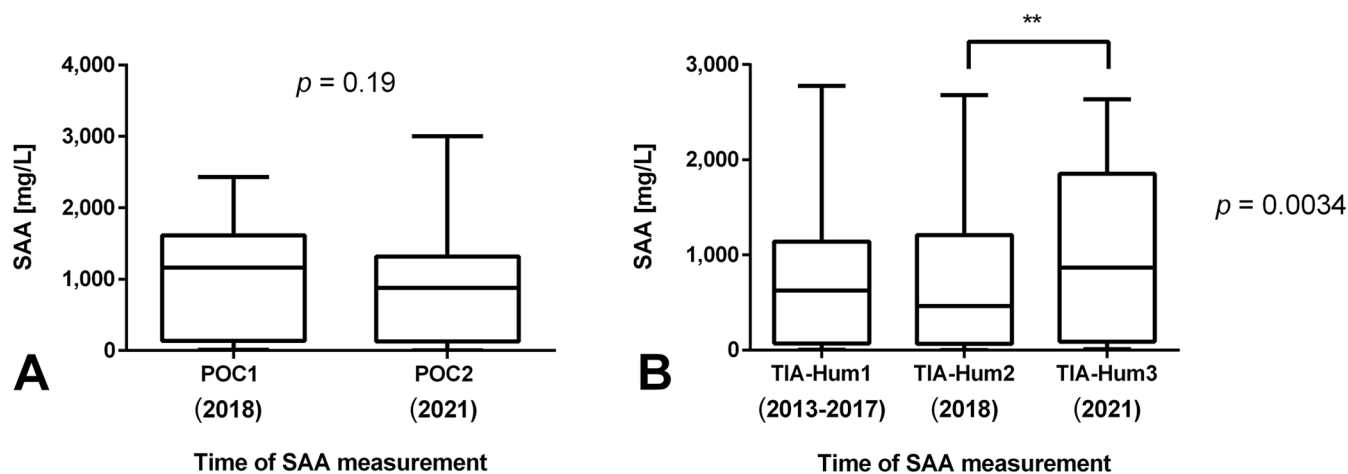 4,000
3,000
2,000
1,000
0
SAA [mg/L]
p = 0.19
POC1
(2018)
POC2
(2021)
Time of SAA measurement
A
**
3,000
2,000
1,000
0
SAA [mg/L]
p = 0.0034
TIA-Hum1
(2013-2017)
TIA-Hum2
(2018)
TIA-Hum3
(2021)
Time of SAA measurement
B